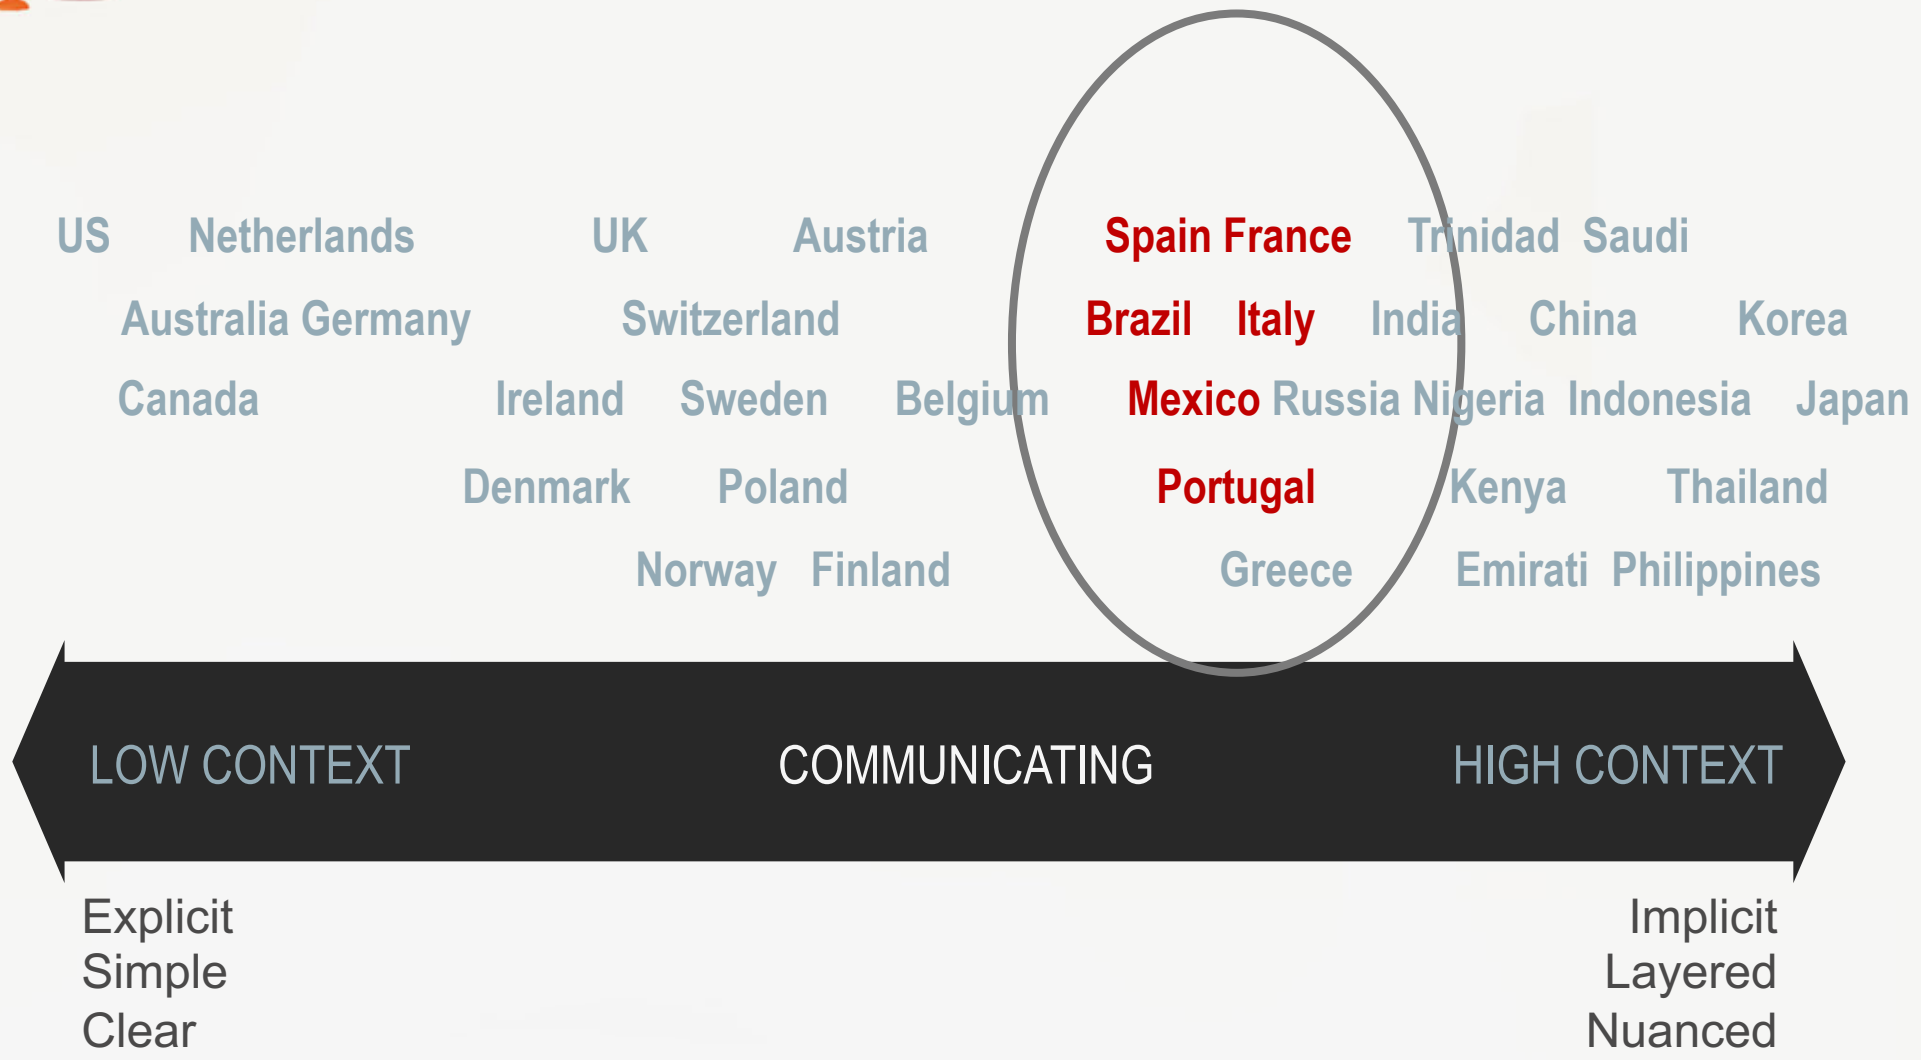 US Netherlands UK Austria Spain France Trinidad Saudi
Australia Germany Switzerland Brazil Italy India China Korea
Canada Ireland Sweden Belgium Mexico Russia Nigeria Indonesia Japan
Denmark Poland Portugal Kenya Thailand
Norway Finland Greece Emirati Philippines
LOW CONTEXT COMMUNICATING HIGH CONTEXT
Explicit Implicit
Simple Layered
Clear Nuanced